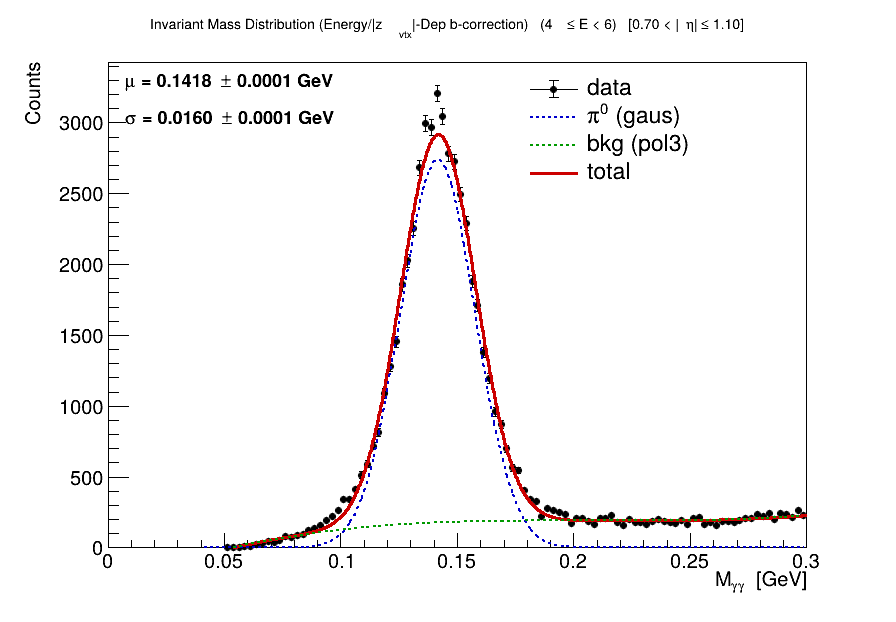 Invariant Mass Distribution (Energy/|z_vtx|-Dep b-correction) (4 ≤ E < 6) [0.70 < | η| ≤ 1.10]
Counts
μ = 0.1418 ± 0.0001 GeV
σ = 0.0160 ± 0.0001 GeV
data
π⁰ (gaus)
bkg (pol3)
total
3000
2500
2000
1500
1000
500
0
0 0.05 0.1 0.15 0.2 0.25 0.3
M_γγ [GeV]